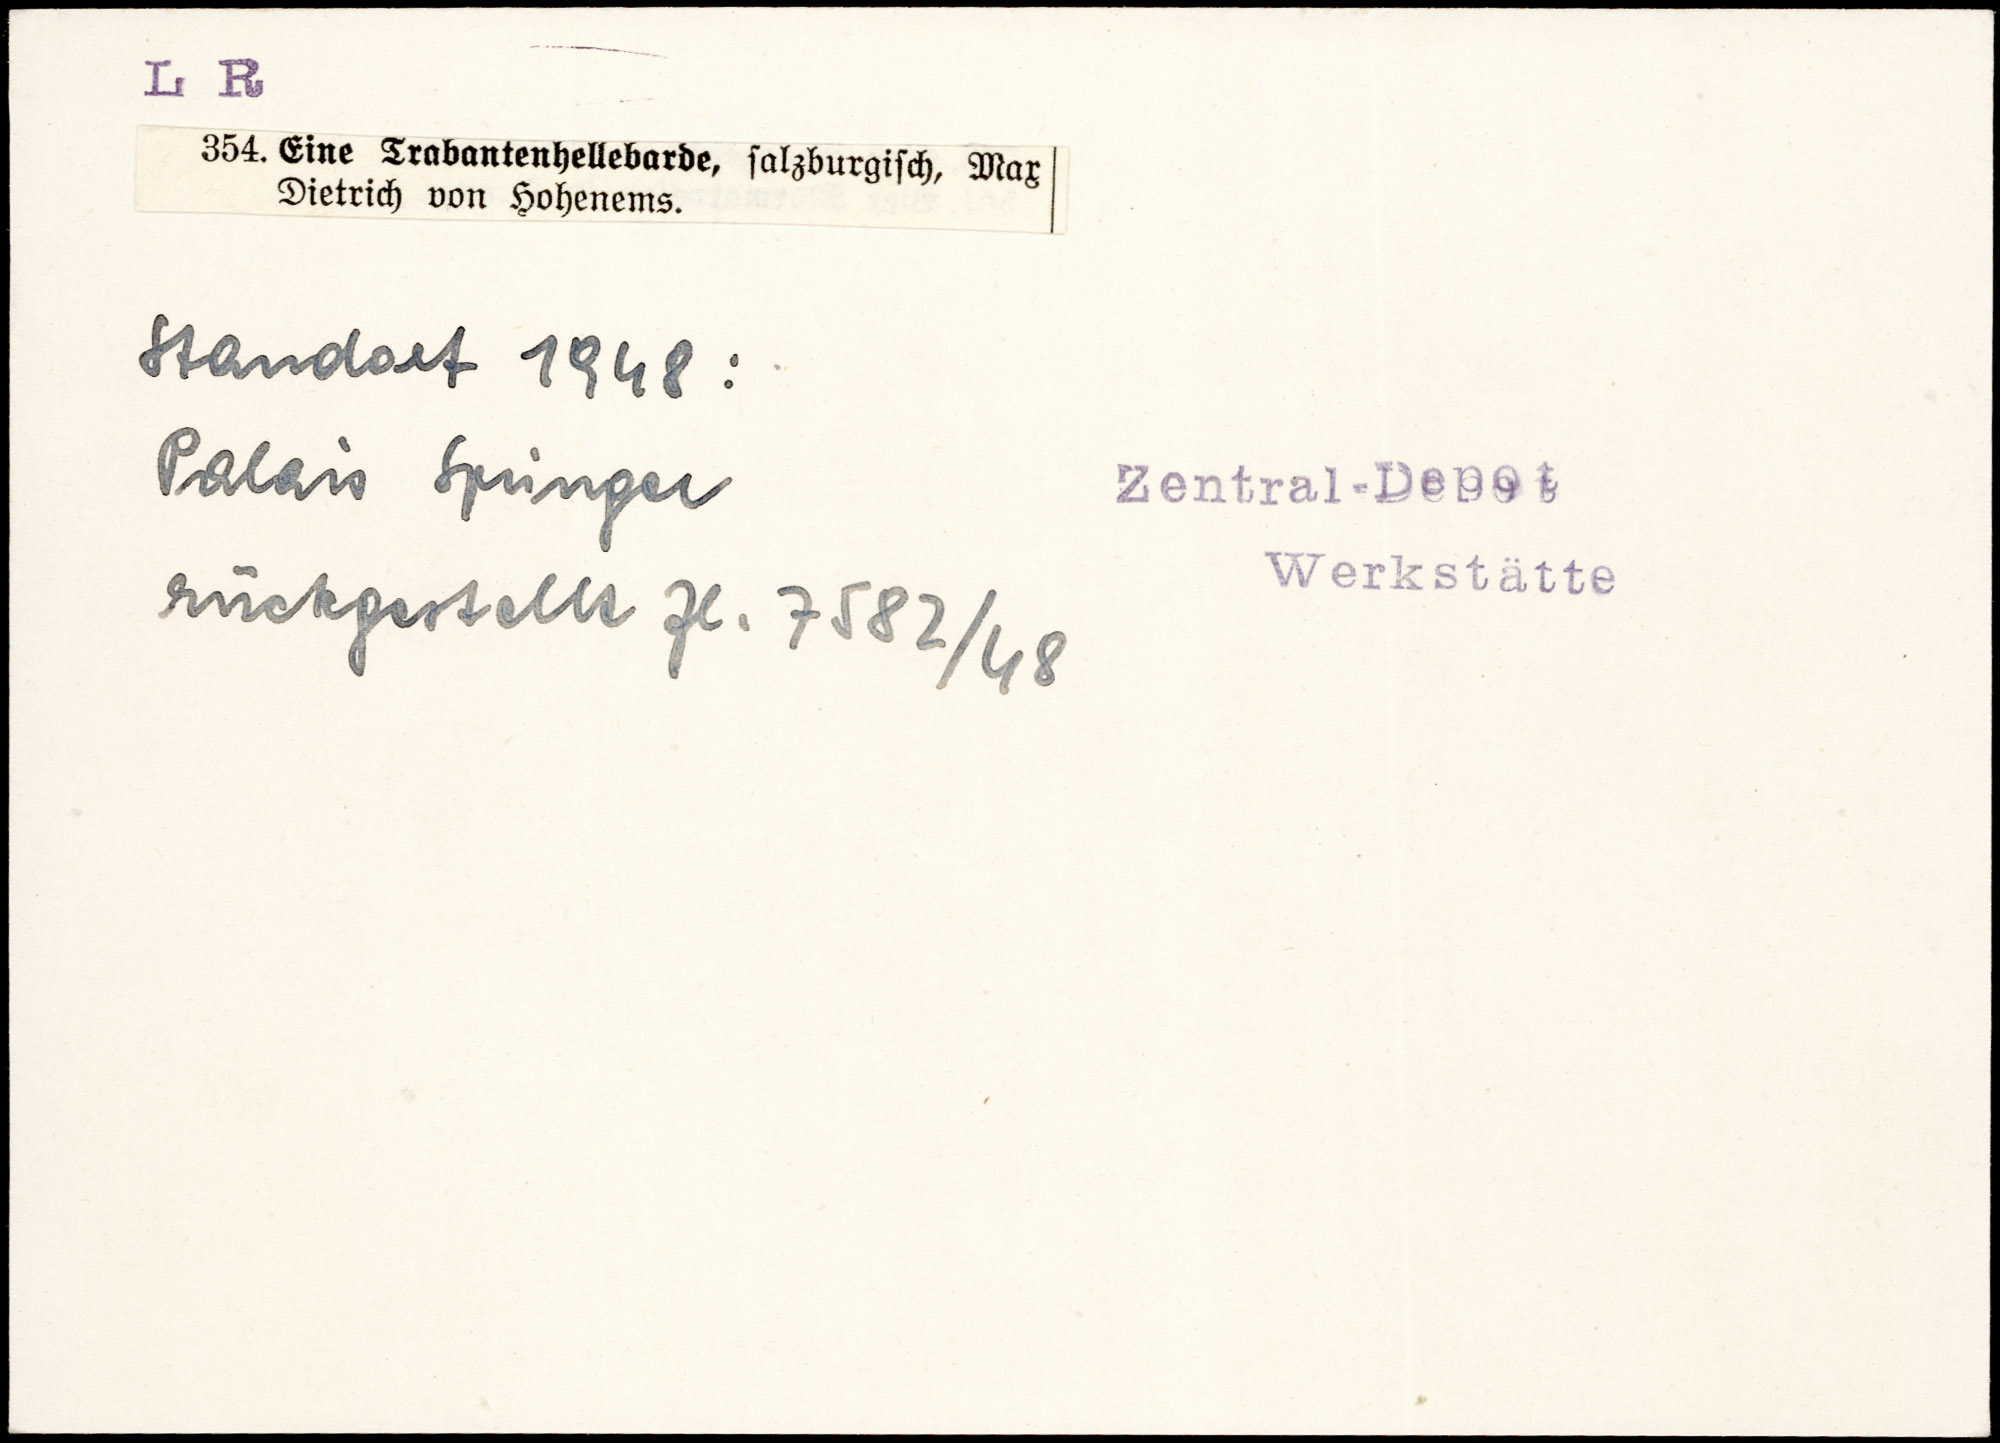 L R
354. Eine Trabantenhellebarde, salzburgisch, Max
Dietrich von Hohenems.
Standort 1948:
Palais Springer
rückgestellt Zl. 7582/48
Zentral-Depot
Werkstätte